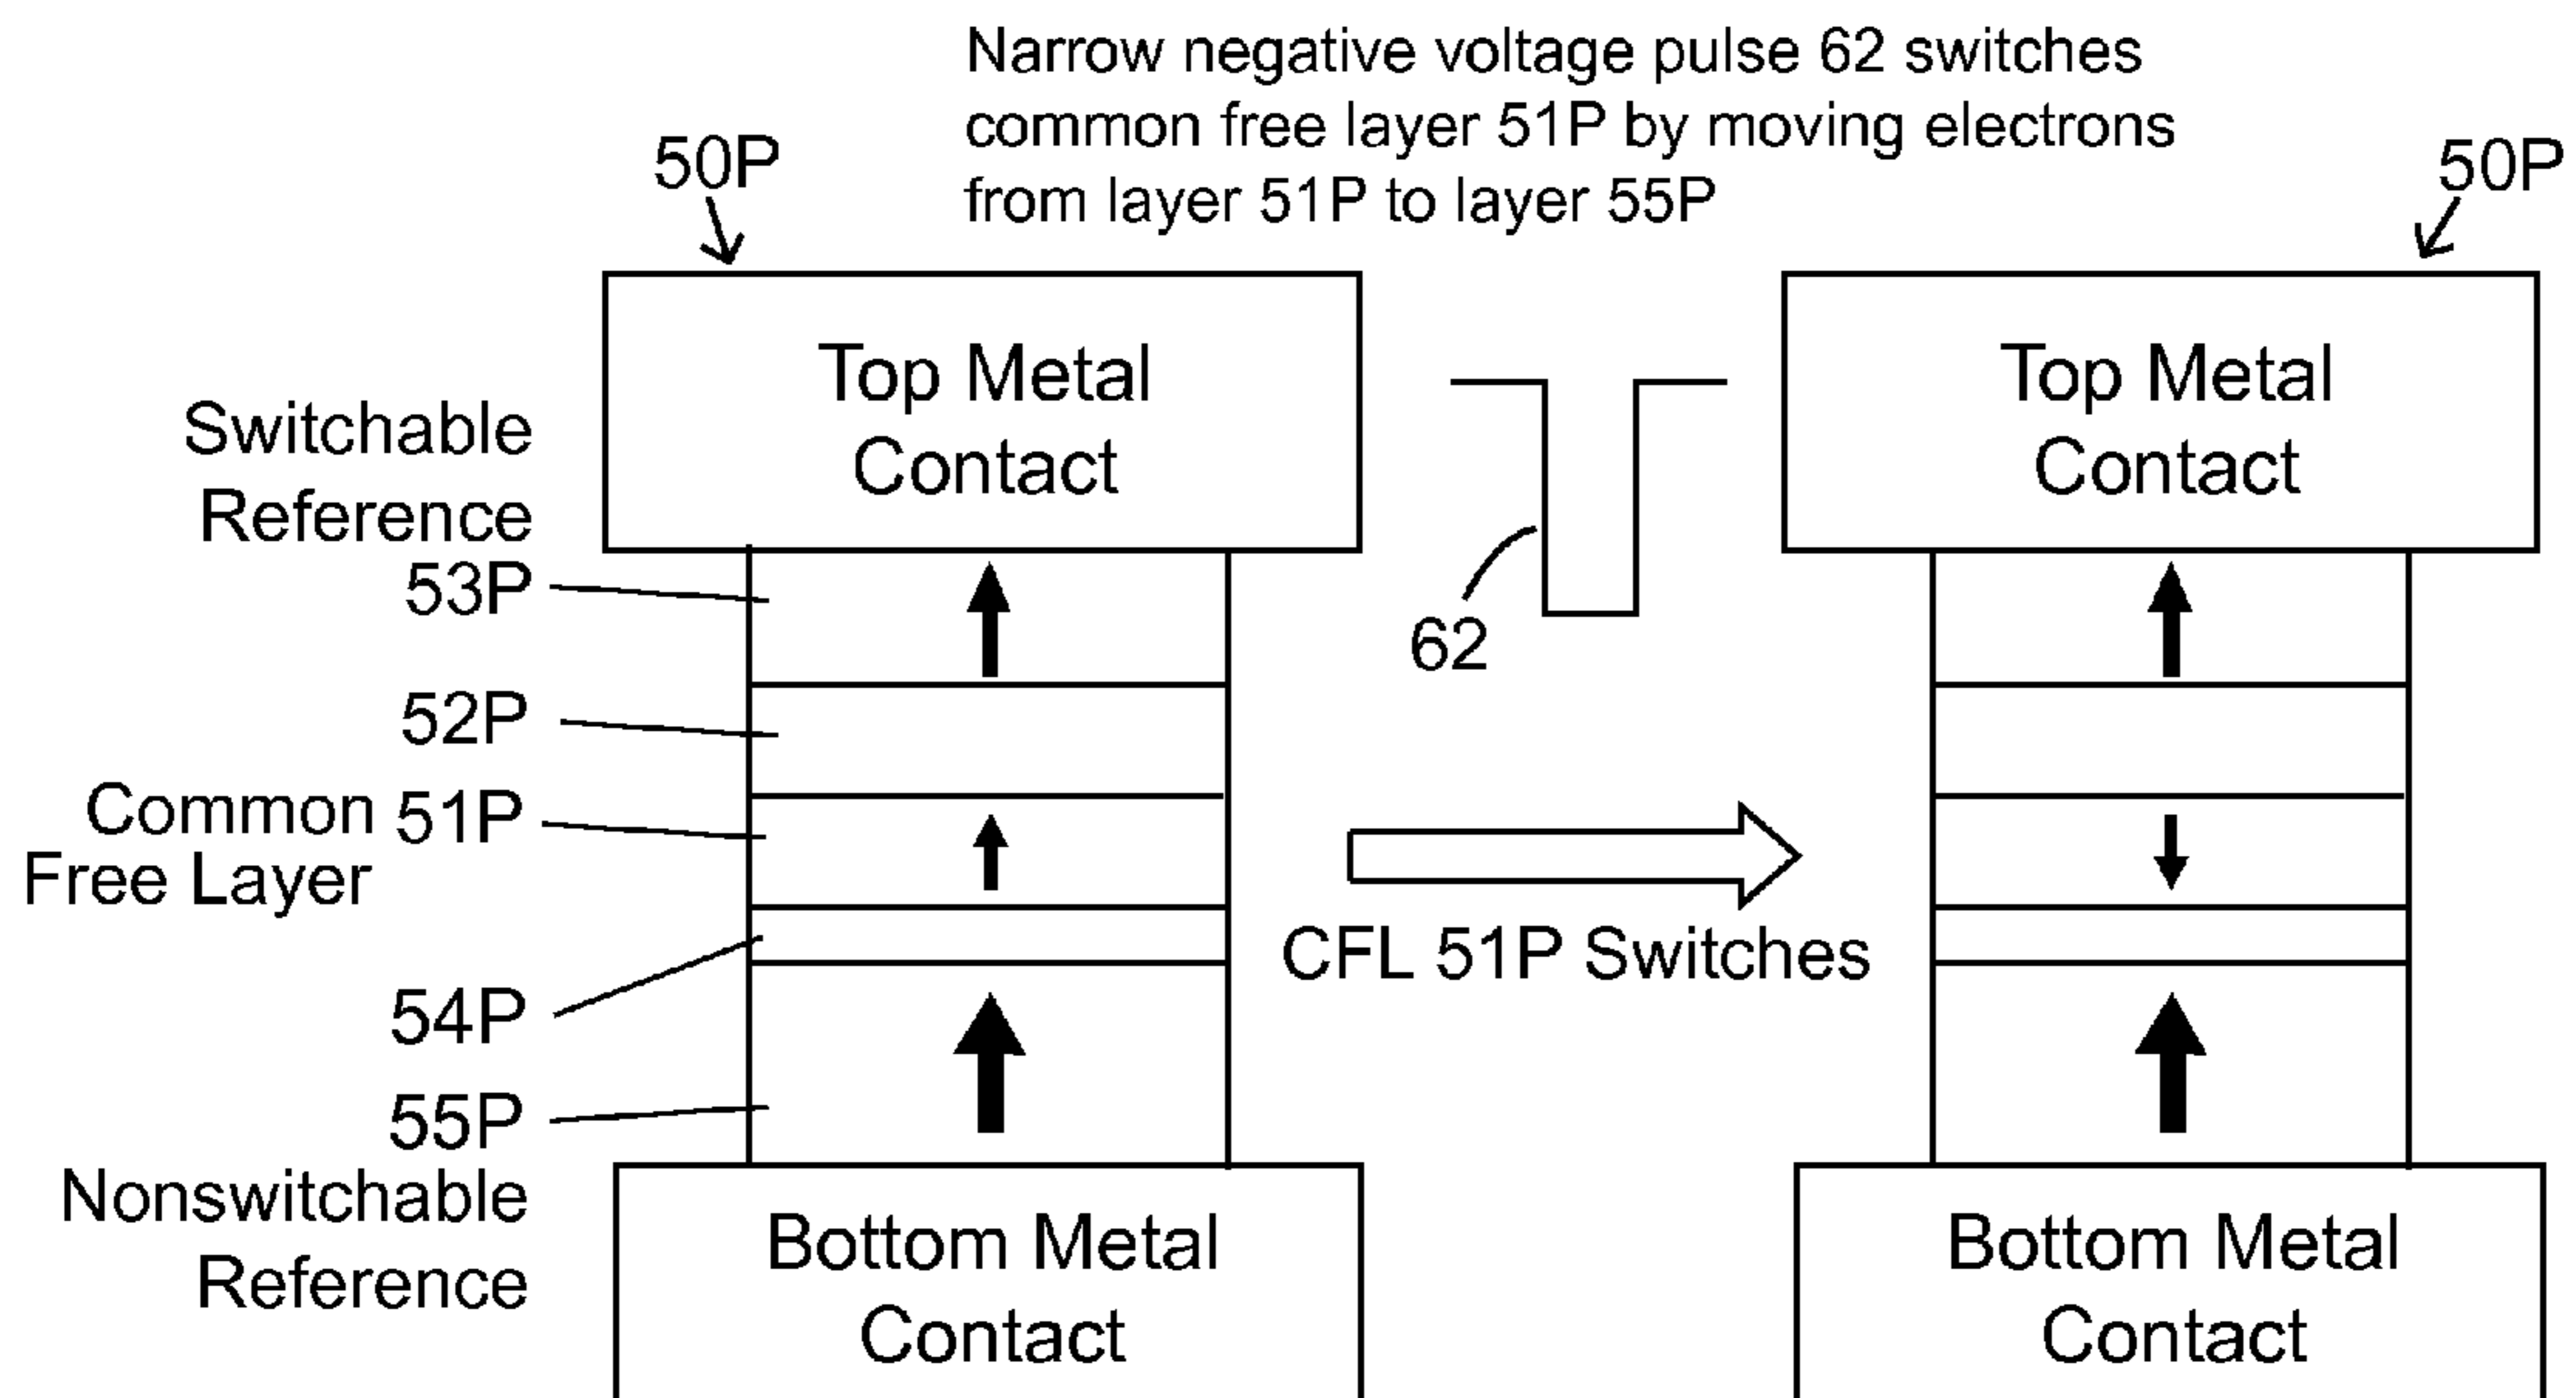 Narrow negative voltage pulse 62 switches
common free layer 51P by moving electrons
from layer 51P to layer 55P
50P
50P
Top Metal
Contact
Top Metal
Contact
Switchable
Reference
53P
62
52P
Common 51P
Free Layer
CFL 51P Switches
54P
55P
Nonswitchable
Reference
Bottom Metal
Contact
Bottom Metal
Contact